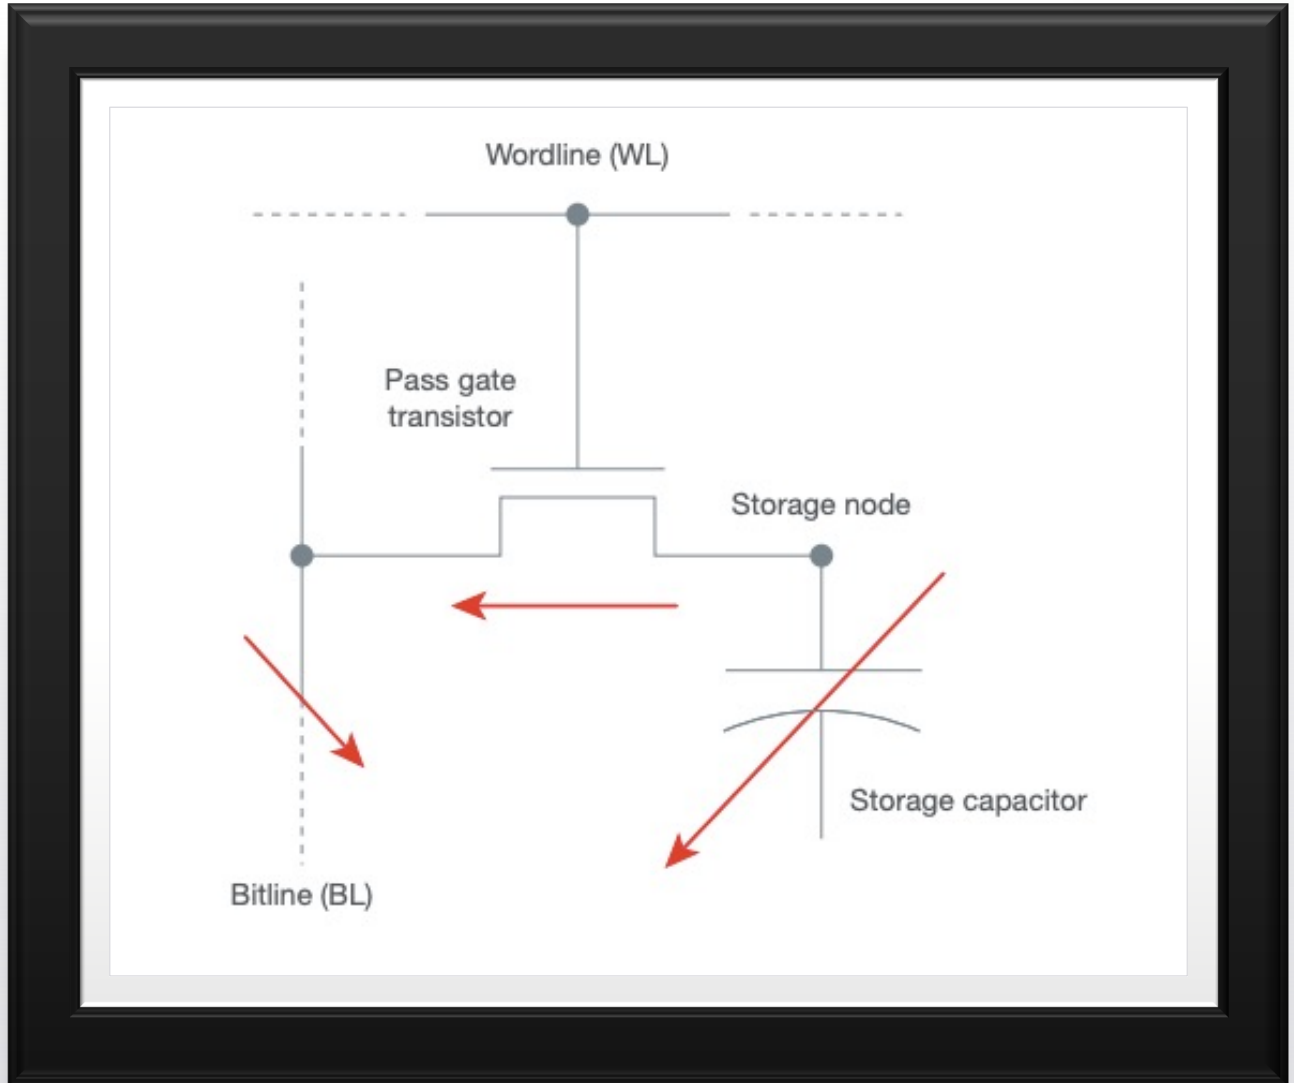 Wordline (WL)
Pass gate
transistor
Storage node
Storage capacitor
Bitline (BL)